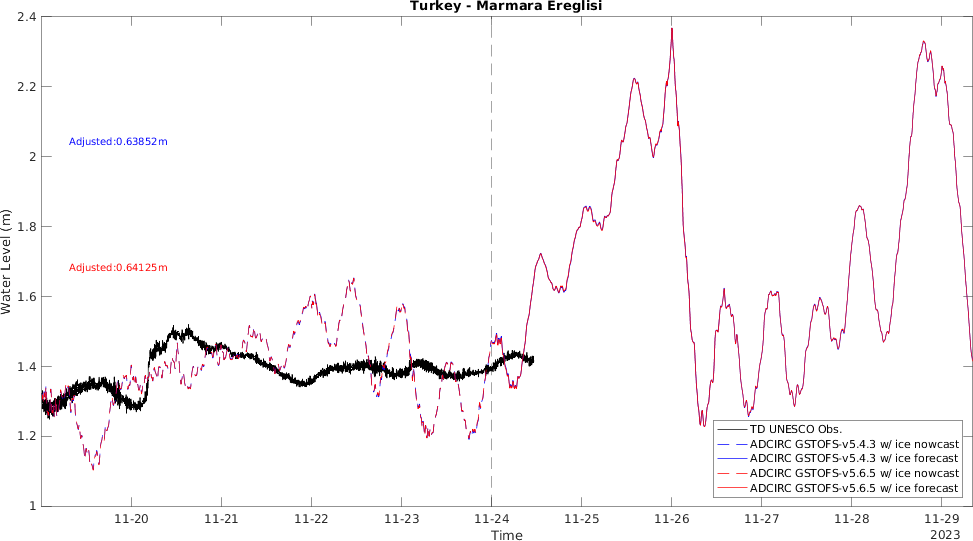 Turkey - Marmara Ereglisi
2.4
2.2
2
1.8
1.6
1.4
1.2
1
Water Level (m)
Adjusted:0.63852m
Adjusted:0.64125m
TD UNESCO Obs.
ADCIRC GSTOFS-v5.4.3 w/ ice nowcast
ADCIRC GSTOFS-v5.4.3 w/ ice forecast
ADCIRC GSTOFS-v5.6.5 w/ ice nowcast
ADCIRC GSTOFS-v5.6.5 w/ ice forecast
11-20 11-21 11-22 11-23 11-24 11-25 11-26 11-27 11-28 11-29
2023
Time